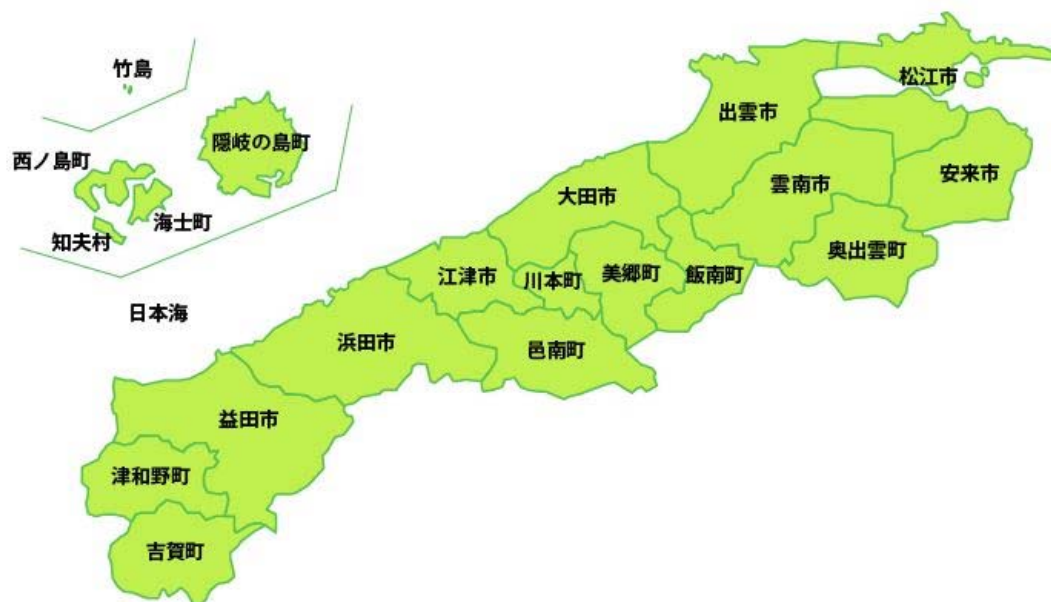 竹島
松江市
出雲市
隠岐の島町
西ノ島町
安来市
雲南市
大田市
海士町
知夫村
奥出雲町
江津市
川本町
美郷町
飯南町
日本海
浜田市
邑南町
益田市
津和野町
吉賀町